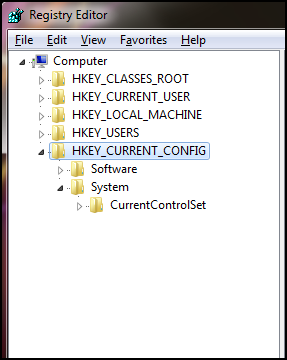 Registry Editor
File Edit View Favorites Help
Computer
HKEY_CLASSES_ROOT
HKEY_CURRENT_USER
HKEY_LOCAL_MACHINE
HKEY_USERS
HKEY_CURRENT_CONFIG
Software
System
CurrentControlSet